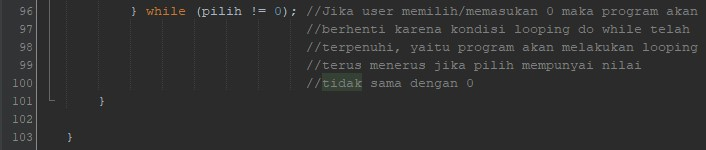 96 } while (pilih != 0); //Jika user memilih/memasukan 0 maka program akan
97 //berhenti karena kondisi looping do while telah
98 //terpenuhi, yaitu program akan melakukan looping
99 //terus menerus jika pilih mempunyai nilai
100 //tidak sama dengan 0
101 }
102
103 }